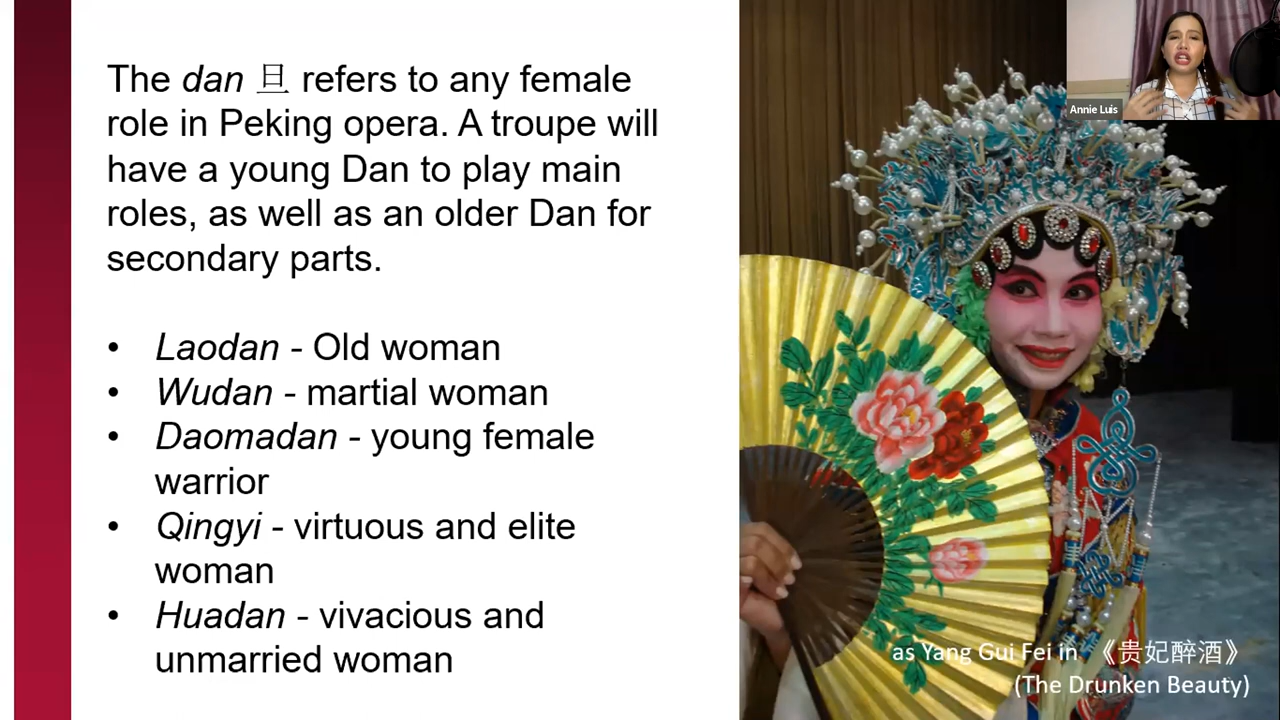 The dan 旦 refers to any female
role in Peking opera. A troupe will
have a young Dan to play main
roles, as well as an older Dan for
secondary parts.
• Laodan - Old woman
• Wudan - martial woman
• Daomadan - young female
warrior
• Qingyi - virtuous and elite
woman
• Huadan - vivacious and
unmarried woman
Annie Luis
as Yang Gui Fei in 《贵妃醉酒》
(The Drunken Beauty)